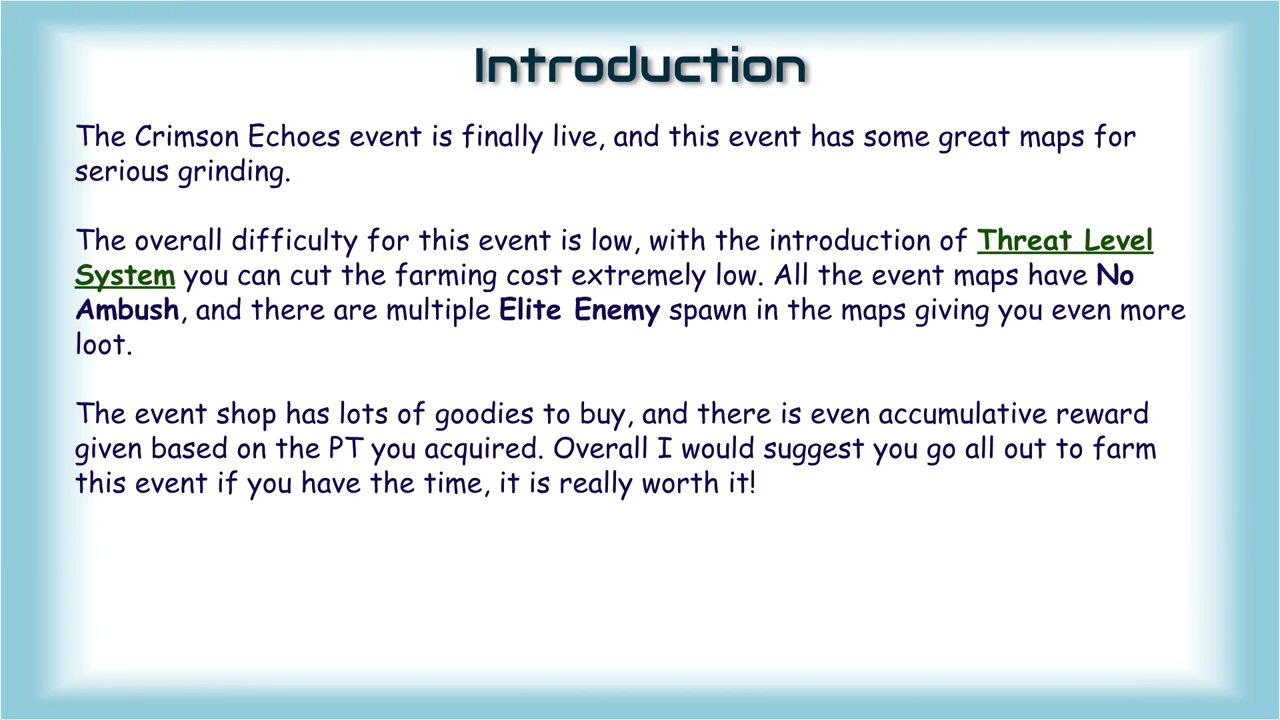 Introduction
The Crimson Echoes event is finally live, and this event has some great maps for
serious grinding.
The overall difficulty for this event is low, with the introduction of Threat Level
System you can cut the farming cost extremely low. All the event maps have No
Ambush, and there are multiple Elite Enemy spawn in the maps giving you even more
loot.
The event shop has lots of goodies to buy, and there is even accumulative reward
given based on the PT you acquired. Overall I would suggest you go all out to farm
this event if you have the time, it is really worth it!